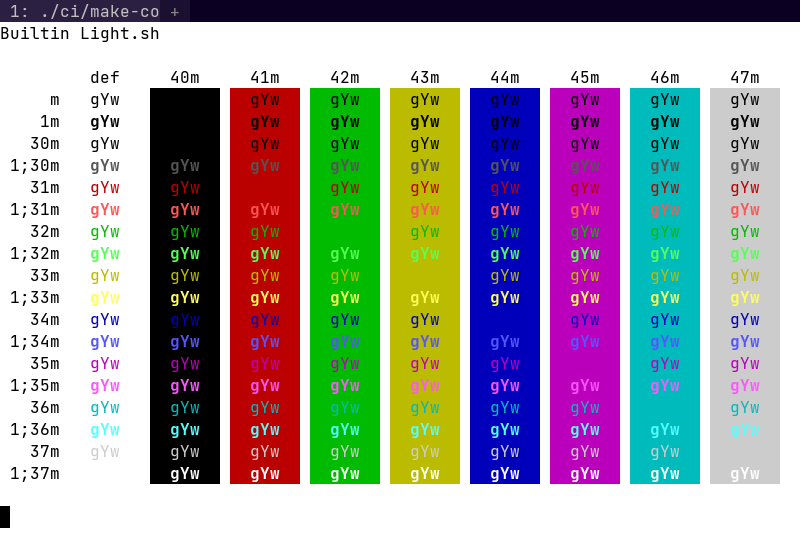 1: ./ci/make-co +
Builtin Light.sh
def 40m 41m 42m 43m 44m 45m 46m 47m
m gYw gYw gYw gYw gYw gYw gYw gYw
1m gYw gYw gYw gYw gYw gYw gYw gYw
30m gYw gYw gYw gYw gYw gYw gYw gYw
1;30m gYw gYw gYw gYw gYw gYw gYw gYw gYw
31m gYw gYw gYw gYw gYw gYw gYw gYw
1;31m gYw gYw gYw gYw gYw gYw gYw gYw gYw
32m gYw gYw gYw gYw gYw gYw gYw gYw
1;32m gYw gYw gYw gYw gYw gYw gYw gYw gYw
33m gYw gYw gYw gYw gYw gYw gYw gYw
1;33m gYw gYw gYw gYw gYw gYw gYw gYw gYw
34m gYw gYw gYw gYw gYw gYw gYw gYw
1;34m gYw gYw gYw gYw gYw gYw gYw gYw gYw
35m gYw gYw gYw gYw gYw gYw gYw gYw
1;35m gYw gYw gYw gYw gYw gYw gYw gYw gYw
36m gYw gYw gYw gYw gYw gYw gYw gYw
1;36m gYw gYw gYw gYw gYw gYw gYw gYw gYw
37m gYw gYw gYw gYw gYw gYw gYw gYw
1;37m gYw gYw gYw gYw gYw gYw gYw gYw